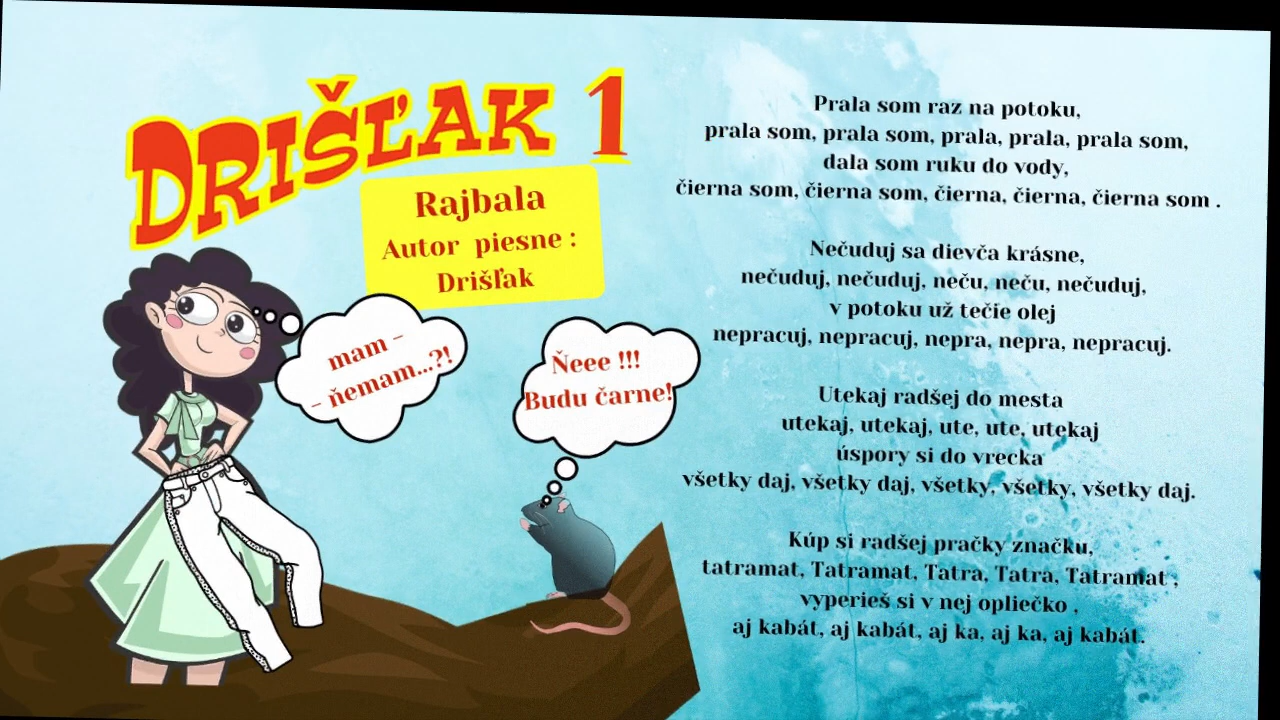 DRIŠĽAK 1
Rajbala
Autor piesne :
Drišľak
mam –
– ňemam...?!
Ňeee !!!
Budu čarne!
Prala som raz na potoku,
prala som, prala som, prala, prala, prala som,
dala som ruku do vody,
čierna som, čierna som, čierna, čierna, čierna som .
Nečuduj sa dievča krásne,
nečuduj, nečuduj, neču, neču, nečuduj,
v potoku už tečíe olej
nepracuj, nepracuj, nepra, nepra, nepracuj.
Utekaj radšej do mesta
utekaj, utekaj, ute, ute, utekaj
úspory si do vrecka
všetky daj, všetky daj, všetky, všetky, všetky daj.
Kúp si radšej pračky značku,
tatramat, Tatramat, Tatra, Tatra, Tatramat ,
vyperieš si v nej opliečko ,
aj kabát, aj kabát, aj ka, aj ka, aj kabát.